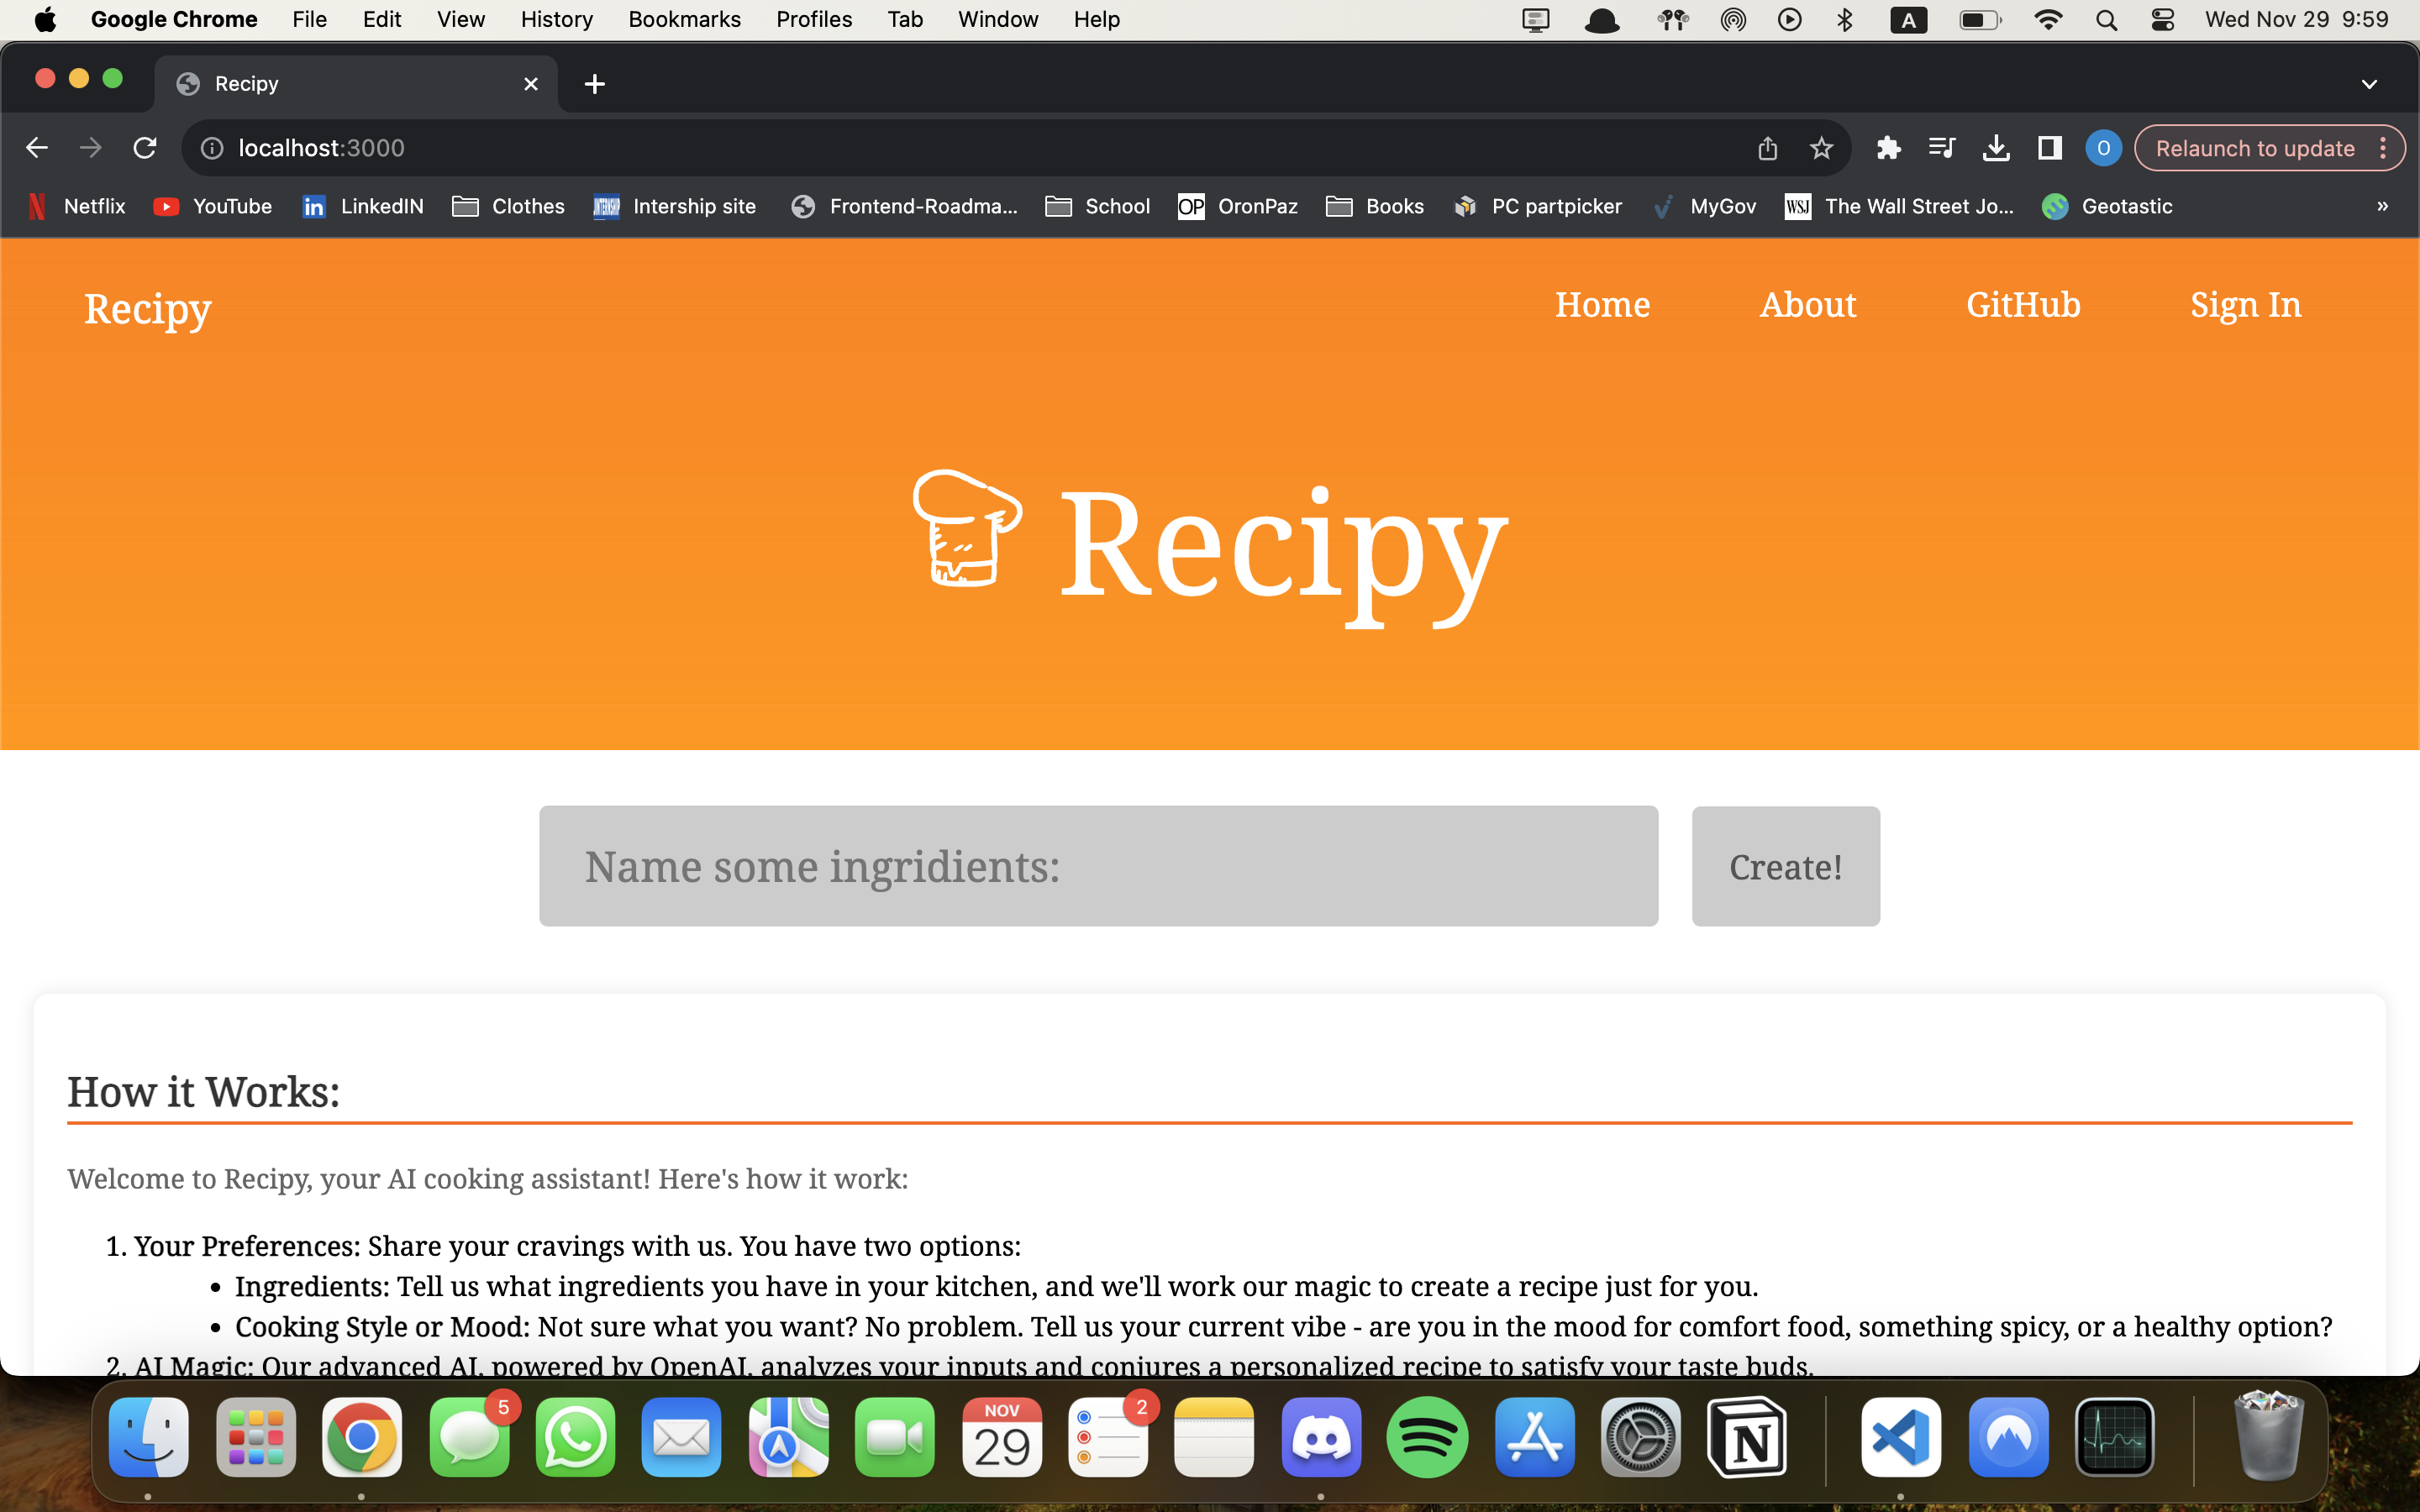 Google Chrome File Edit View History Bookmarks Profiles Tab Window Help A Wed Nov 29 9:59
Recipy
localhost:3000 O Relaunch to update
Netflix YouTube in LinkedIN Clothes INTERNSHIP Intership site Frontend-Roadma... School OP OronPaz Books PC partpicker MyGov WSJ The Wall Street Jo... Geotastic »
Recipy Home About GitHub Sign In
Recipy
Name some ingridients: Create!
How it Works:
Welcome to Recipy, your AI cooking assistant! Here's how it work:
1. Your Preferences: Share your cravings with us. You have two options:
• Ingredients: Tell us what ingredients you have in your kitchen, and we'll work our magic to create a recipe just for you.
• Cooking Style or Mood: Not sure what you want? No problem. Tell us your current vibe - are you in the mood for comfort food, something spicy, or a healthy option?
2. AI Magic: Our advanced AI, powered by OpenAI, analyzes your inputs and conjures a personalized recipe to satisfy your taste buds.
5 NOV 29 2 N